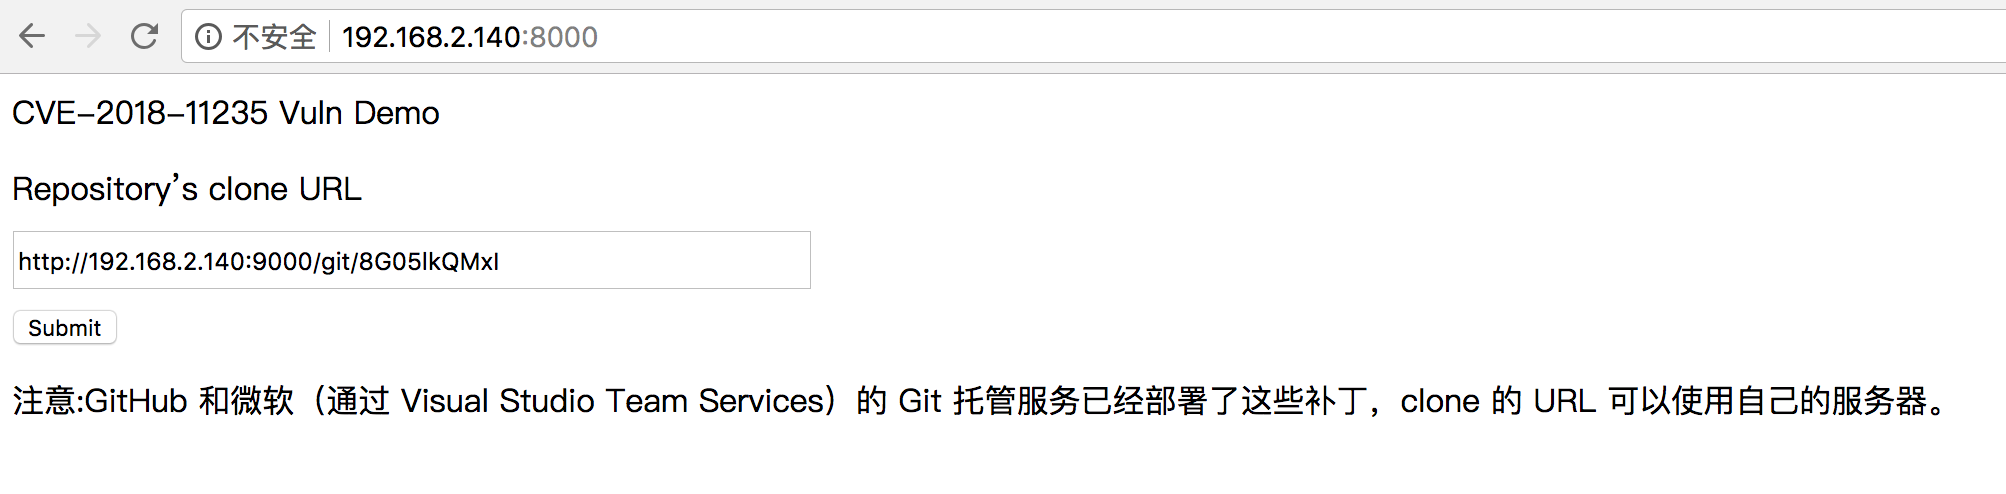 不安全 192.168.2.140:8000
CVE-2018-11235 Vuln Demo
Repository's clone URL
http://192.168.2.140:9000/git/8G05lkQMxI
Submit
注意:GitHub 和微软（通过 Visual Studio Team Services）的 Git 托管服务已经部署了这些补丁，clone 的 URL 可以使用自己的服务器。